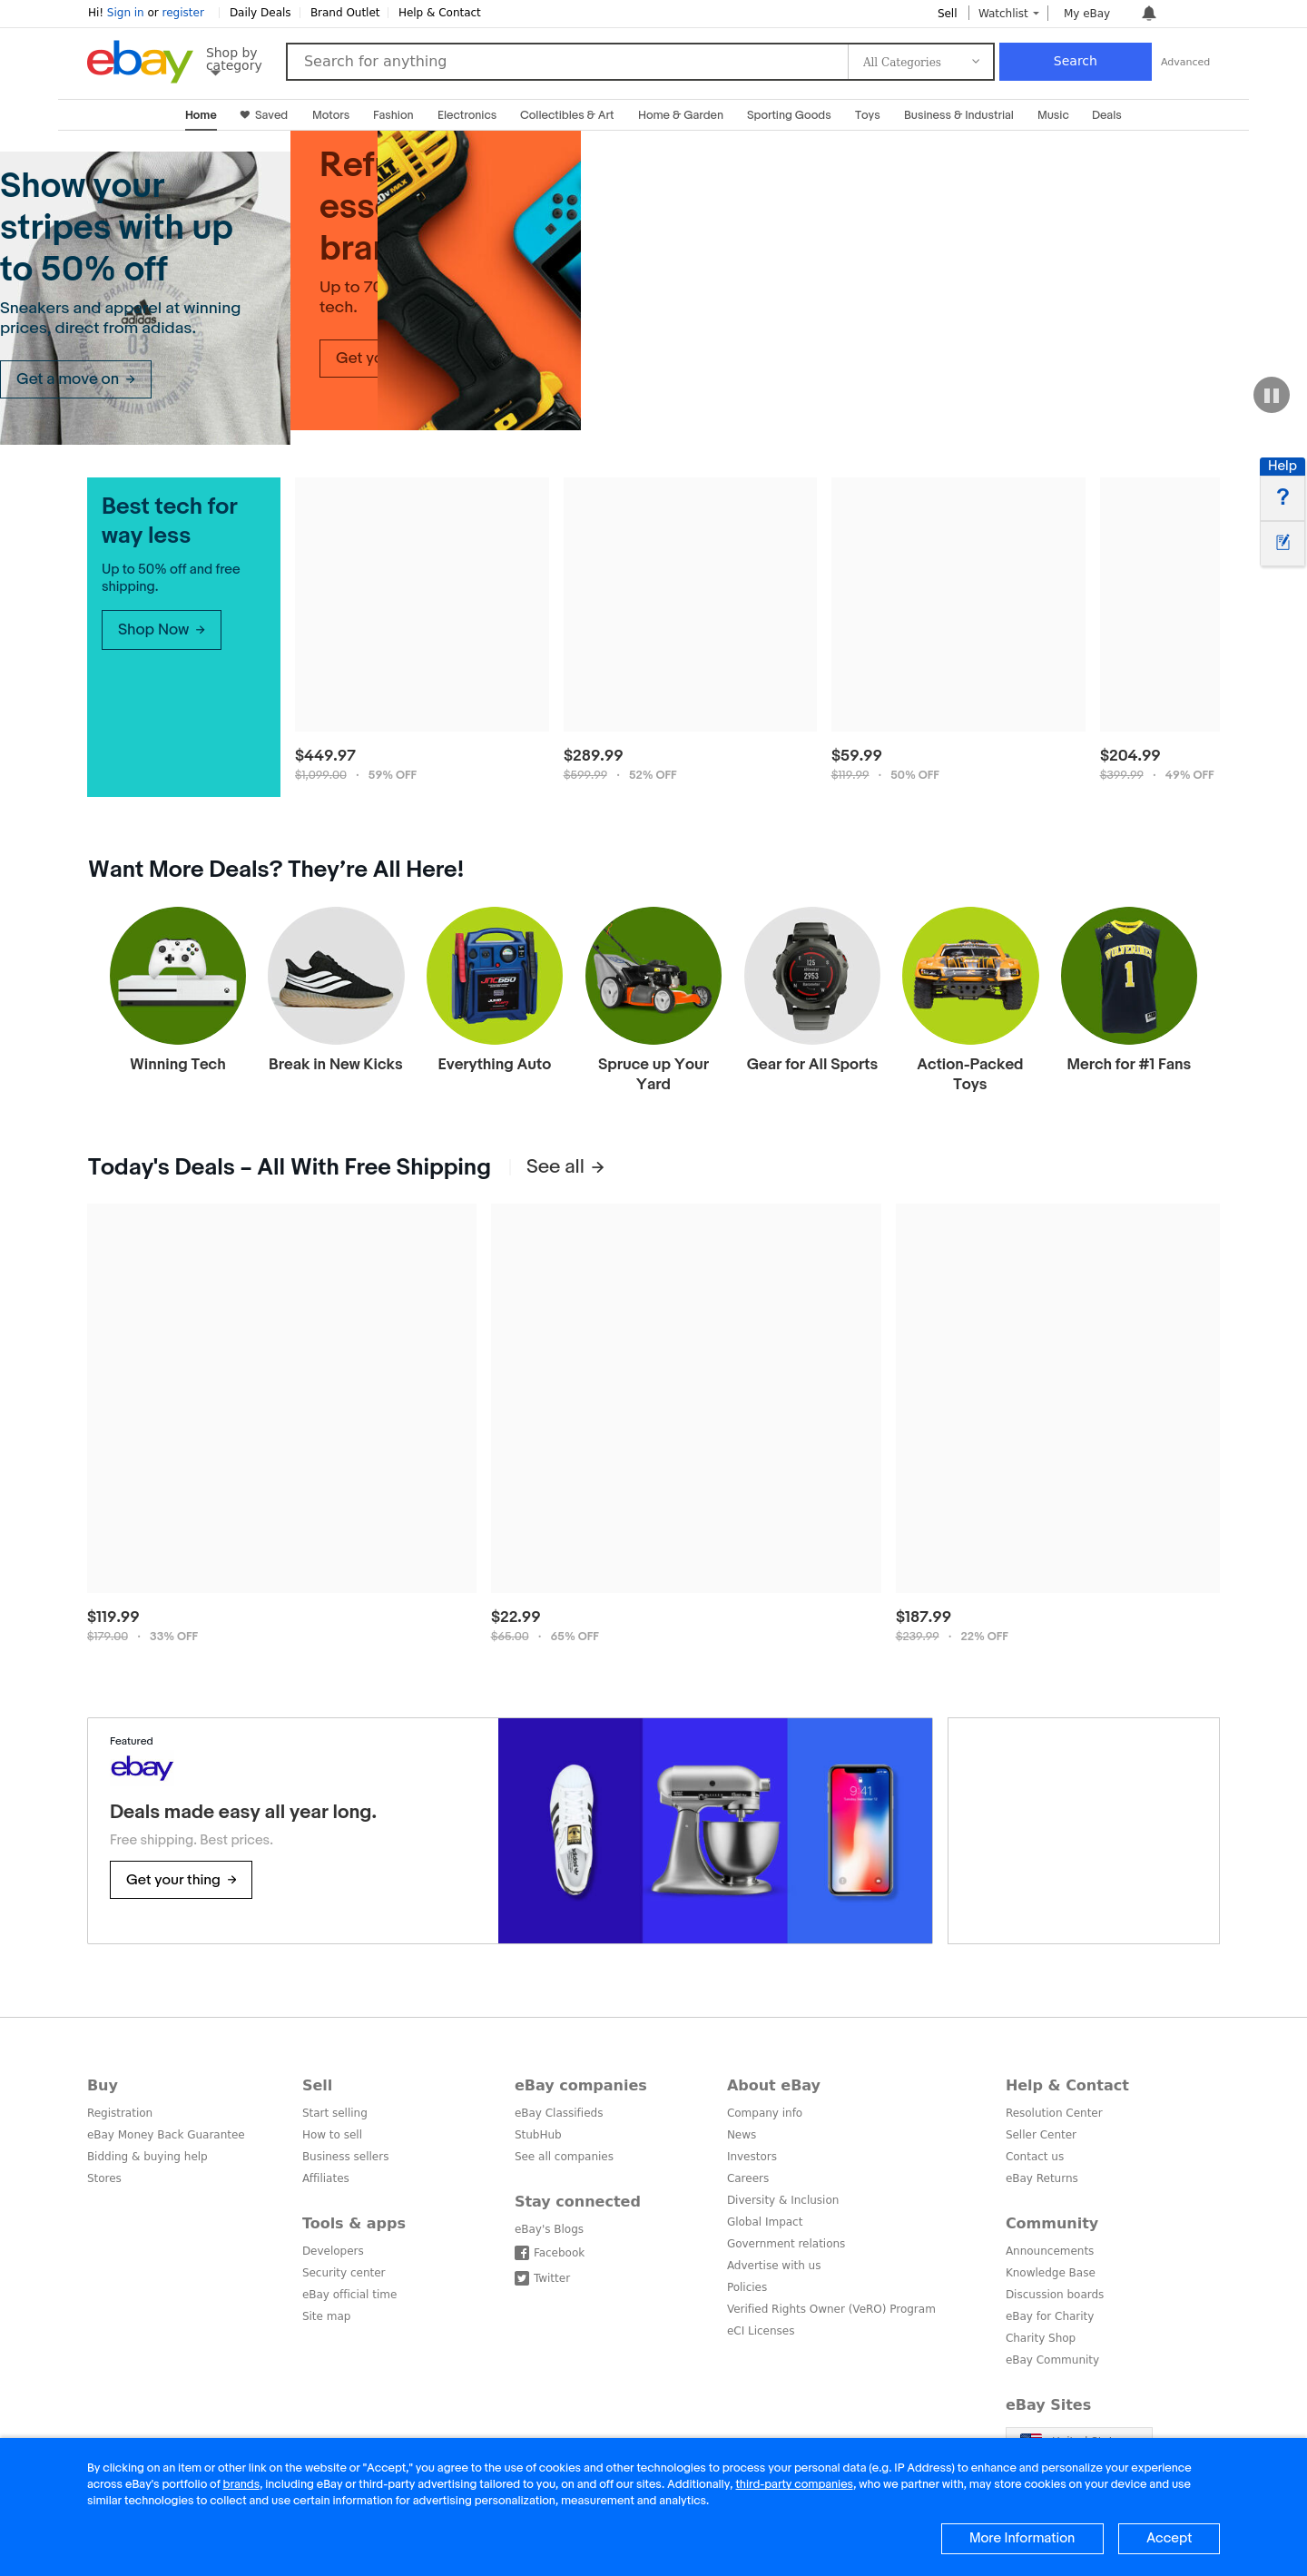 Hi! Sign in or register
Daily Deals
Brand Outlet
Help & Contact
Sell
Watchlist
My eBay
ebay
Shop by
category
Search for anything
All Categories
Search
Advanced
Home
Saved
Motors
Fashion
Electronics
Collectibles & Art
Home & Garden
Sporting Goods
Toys
Business & Industrial
Music
Deals
Show your
stripes with up
to 50% off
Sneakers and apparel at winning
prices, direct from adidas.
Get a move on
adidas
03
Up to 70
tech.
Help
?
Best tech for
way less
Up to 50% off and free
shipping.
Shop Now
$449.97
$1,099.00 · 59% OFF
$289.99
$599.99 · 52% OFF
$59.99
$119.99 · 50% OFF
$204.99
$399.99 · 49% OFF
Want More Deals? They’re All Here!
Winning Tech
Break in New Kicks
Everything Auto
Spruce up Your
Yard
Gear for All Sports
Action-Packed
Toys
Merch for #1 Fans
Today's Deals – All With Free Shipping
See all
$119.99
$179.00 · 33% OFF
$22.99
$65.00 · 65% OFF
$187.99
$239.99 · 22% OFF
Featured
ebay
Deals made easy all year long.
Free shipping. Best prices.
Get your thing
9:41
Buy
Registration
eBay Money Back Guarantee
Bidding & buying help
Stores
Sell
Start selling
How to sell
Business sellers
Affiliates
Tools & apps
Developers
Security center
eBay official time
Site map
eBay companies
eBay Classifieds
StubHub
See all companies
Stay connected
eBay's Blogs
Facebook
Twitter
About eBay
Company info
News
Investors
Careers
Diversity & Inclusion
Global Impact
Government relations
Advertise with us
Policies
Verified Rights Owner (VeRO) Program
eCI Licenses
Help & Contact
Resolution Center
Seller Center
Contact us
eBay Returns
Community
Announcements
Knowledge Base
Discussion boards
eBay for Charity
Charity Shop
eBay Community
eBay Sites
By clicking on an item or other link on the website or "Accept," you agree to the use of cookies and other technologies to process your personal data (e.g. IP Address) to enhance and personalize your experience
across eBay's portfolio of brands, including eBay or third-party advertising tailored to you, on and off our sites. Additionally, third-party companies, who we partner with, may store cookies on your device and use
similar technologies to collect and use certain information for advertising personalization, measurement and analytics.
More Information
Accept